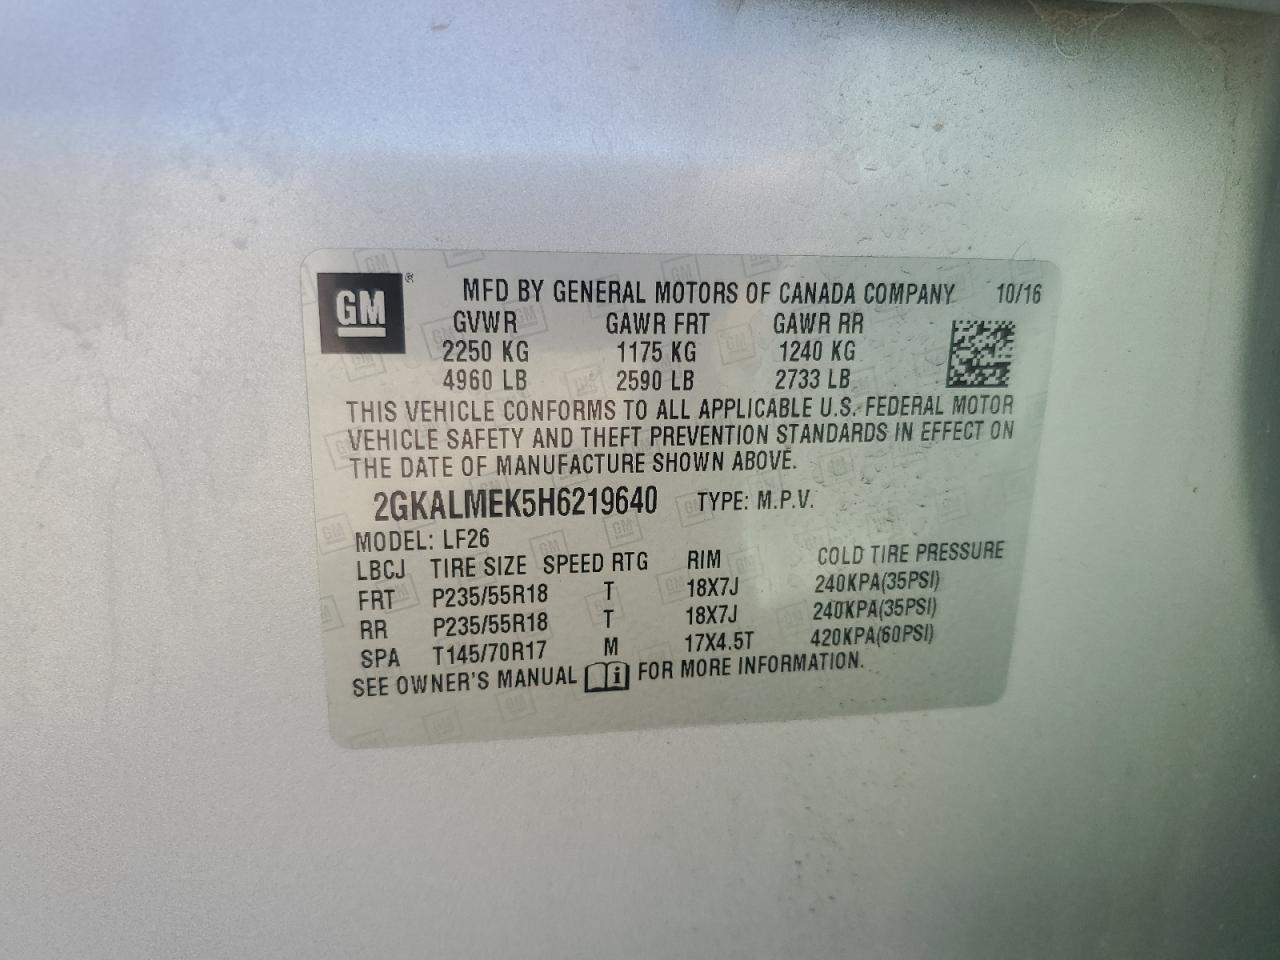 GM ® MFD BY GENERAL MOTORS OF CANADA COMPANY 10/16
GVWR GAWR FRT GAWR RR
2250 KG 1175 KG 1240 KG
4960 LB 2590 LB 2733 LB
THIS VEHICLE CONFORMS TO ALL APPLICABLE U.S. FEDERAL MOTOR
VEHICLE SAFETY AND THEFT PREVENTION STANDARDS IN EFFECT ON
THE DATE OF MANUFACTURE SHOWN ABOVE.
2GKALMEK5H6219640 TYPE: M.P.V.
MODEL: LF26
LBCJ TIRE SIZE SPEED RTG RIM COLD TIRE PRESSURE
FRT P235/55R18 T 18X7J 240KPA(35PSI)
RR P235/55R18 T 18X7J 240KPA(35PSI)
SPA T145/70R17 M 17X4.5T 420KPA(60PSI)
SEE OWNER'S MANUAL i FOR MORE INFORMATION.